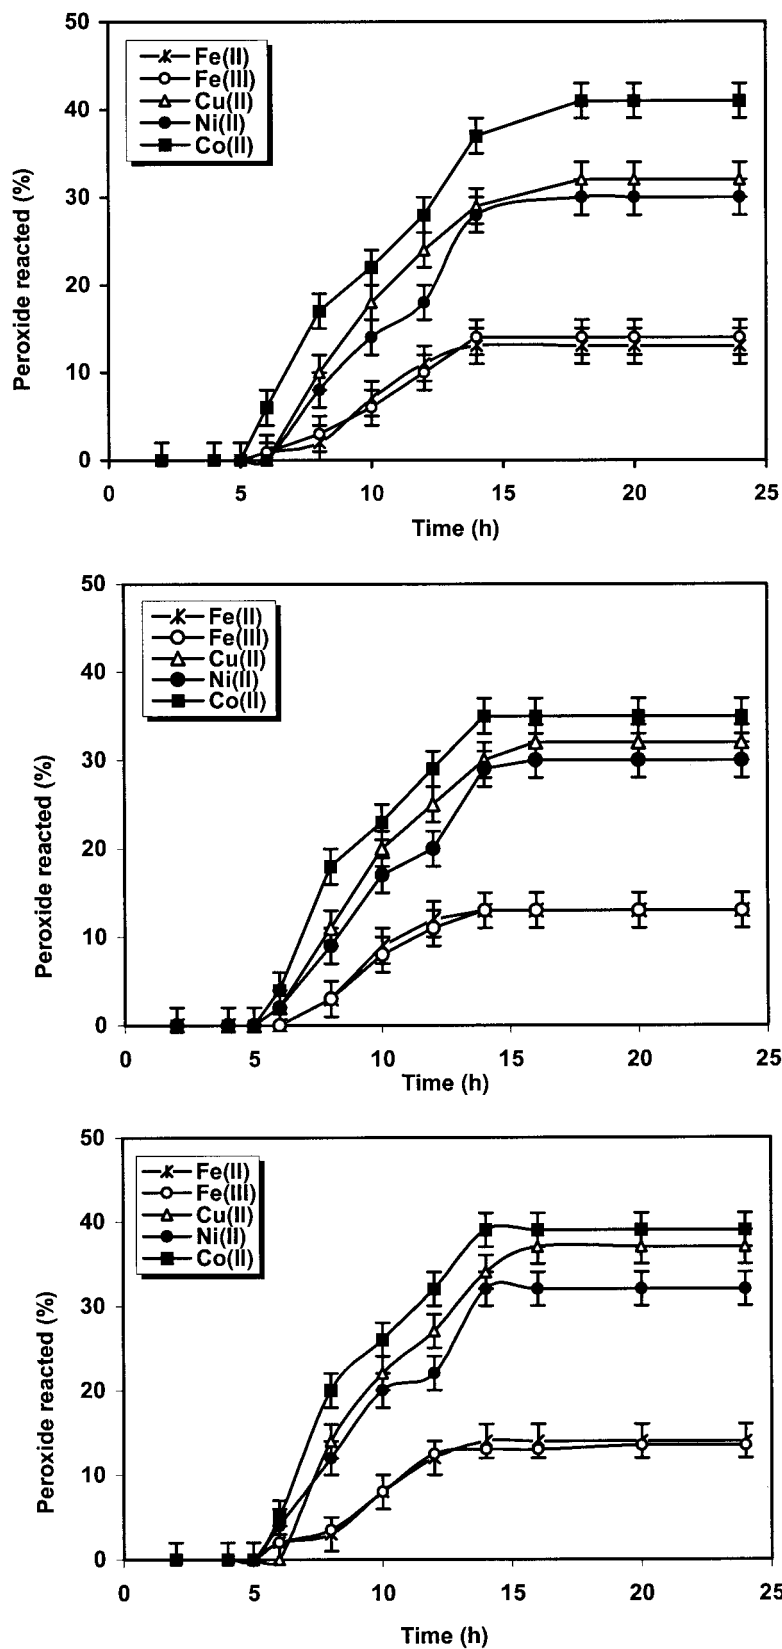 50
40
30
20
10
0
Peroxide reacted (%)
Fe(II)
Fe(III)
Cu(II)
Ni(II)
Co(II)
0 5 10 15 20 25
Time (h)
50
40
30
20
10
0
Peroxide reacted (%)
Fe(II)
Fe(III)
Cu(II)
Ni(II)
Co(II)
0 5 10 15 20 25
Time (h)
50
40
30
20
10
0
Peroxide reacted (%)
Fe(II)
Fe(III)
Cu(II)
Ni(II)
Co(II)
0 5 10 15 20 25
Time (h)